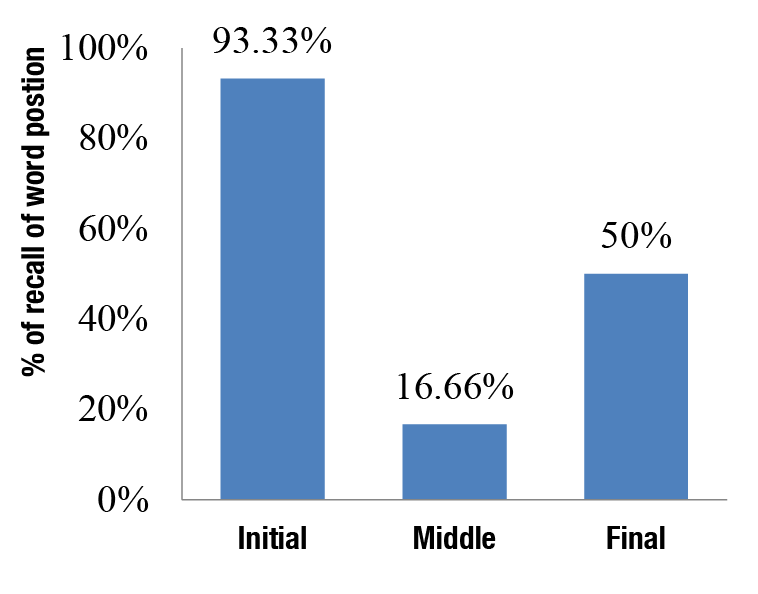 % of recall of word postion
100%
80%
60%
40%
20%
0%
93.33%
16.66%
50%
Initial
Middle
Final